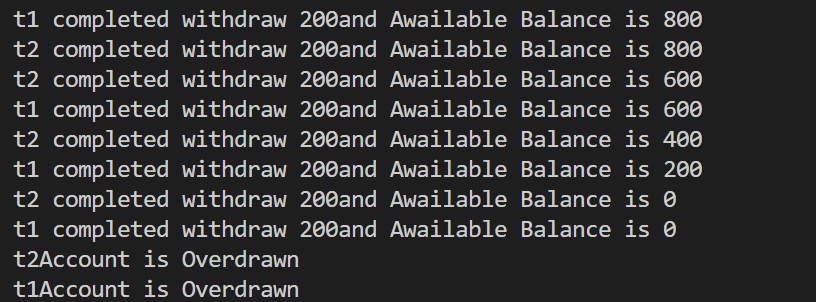 t1 completed withdraw 200and Awailable Balance is 800
t2 completed withdraw 200and Awailable Balance is 800
t2 completed withdraw 200and Awailable Balance is 600
t1 completed withdraw 200and Awailable Balance is 600
t2 completed withdraw 200and Awailable Balance is 400
t1 completed withdraw 200and Awailable Balance is 200
t2 completed withdraw 200and Awailable Balance is 0
t1 completed withdraw 200and Awailable Balance is 0
t2Account is Overdrawn
t1Account is Overdrawn